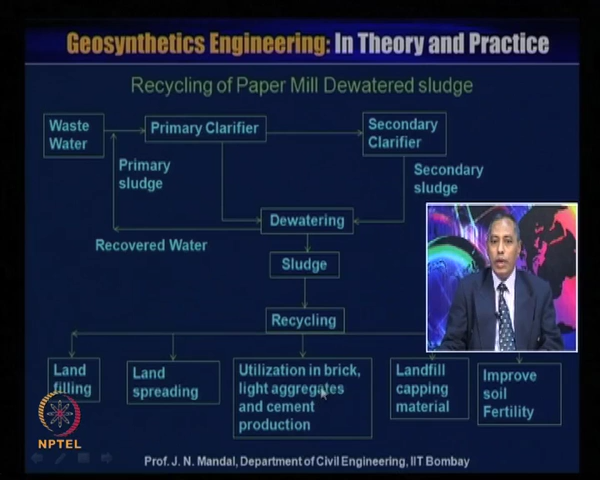 Geosynthetics Engineering: In Theory and Practice
Recycling of Paper Mill Dewatered sludge
Waste
Water
Primary Clarifier
Secondary
Clarifier
Primary
sludge
Secondary
sludge
Dewatering
Recovered Water
Sludge
Recycling
Land
filling
Land
spreading
Utilization in brick,
light aggregates
and cement
production
Landfill
capping
material
Improve
soil
Fertility
NPTEL
Prof. J. N. Mandal, Department of Civil Engineering, IIT Bombay